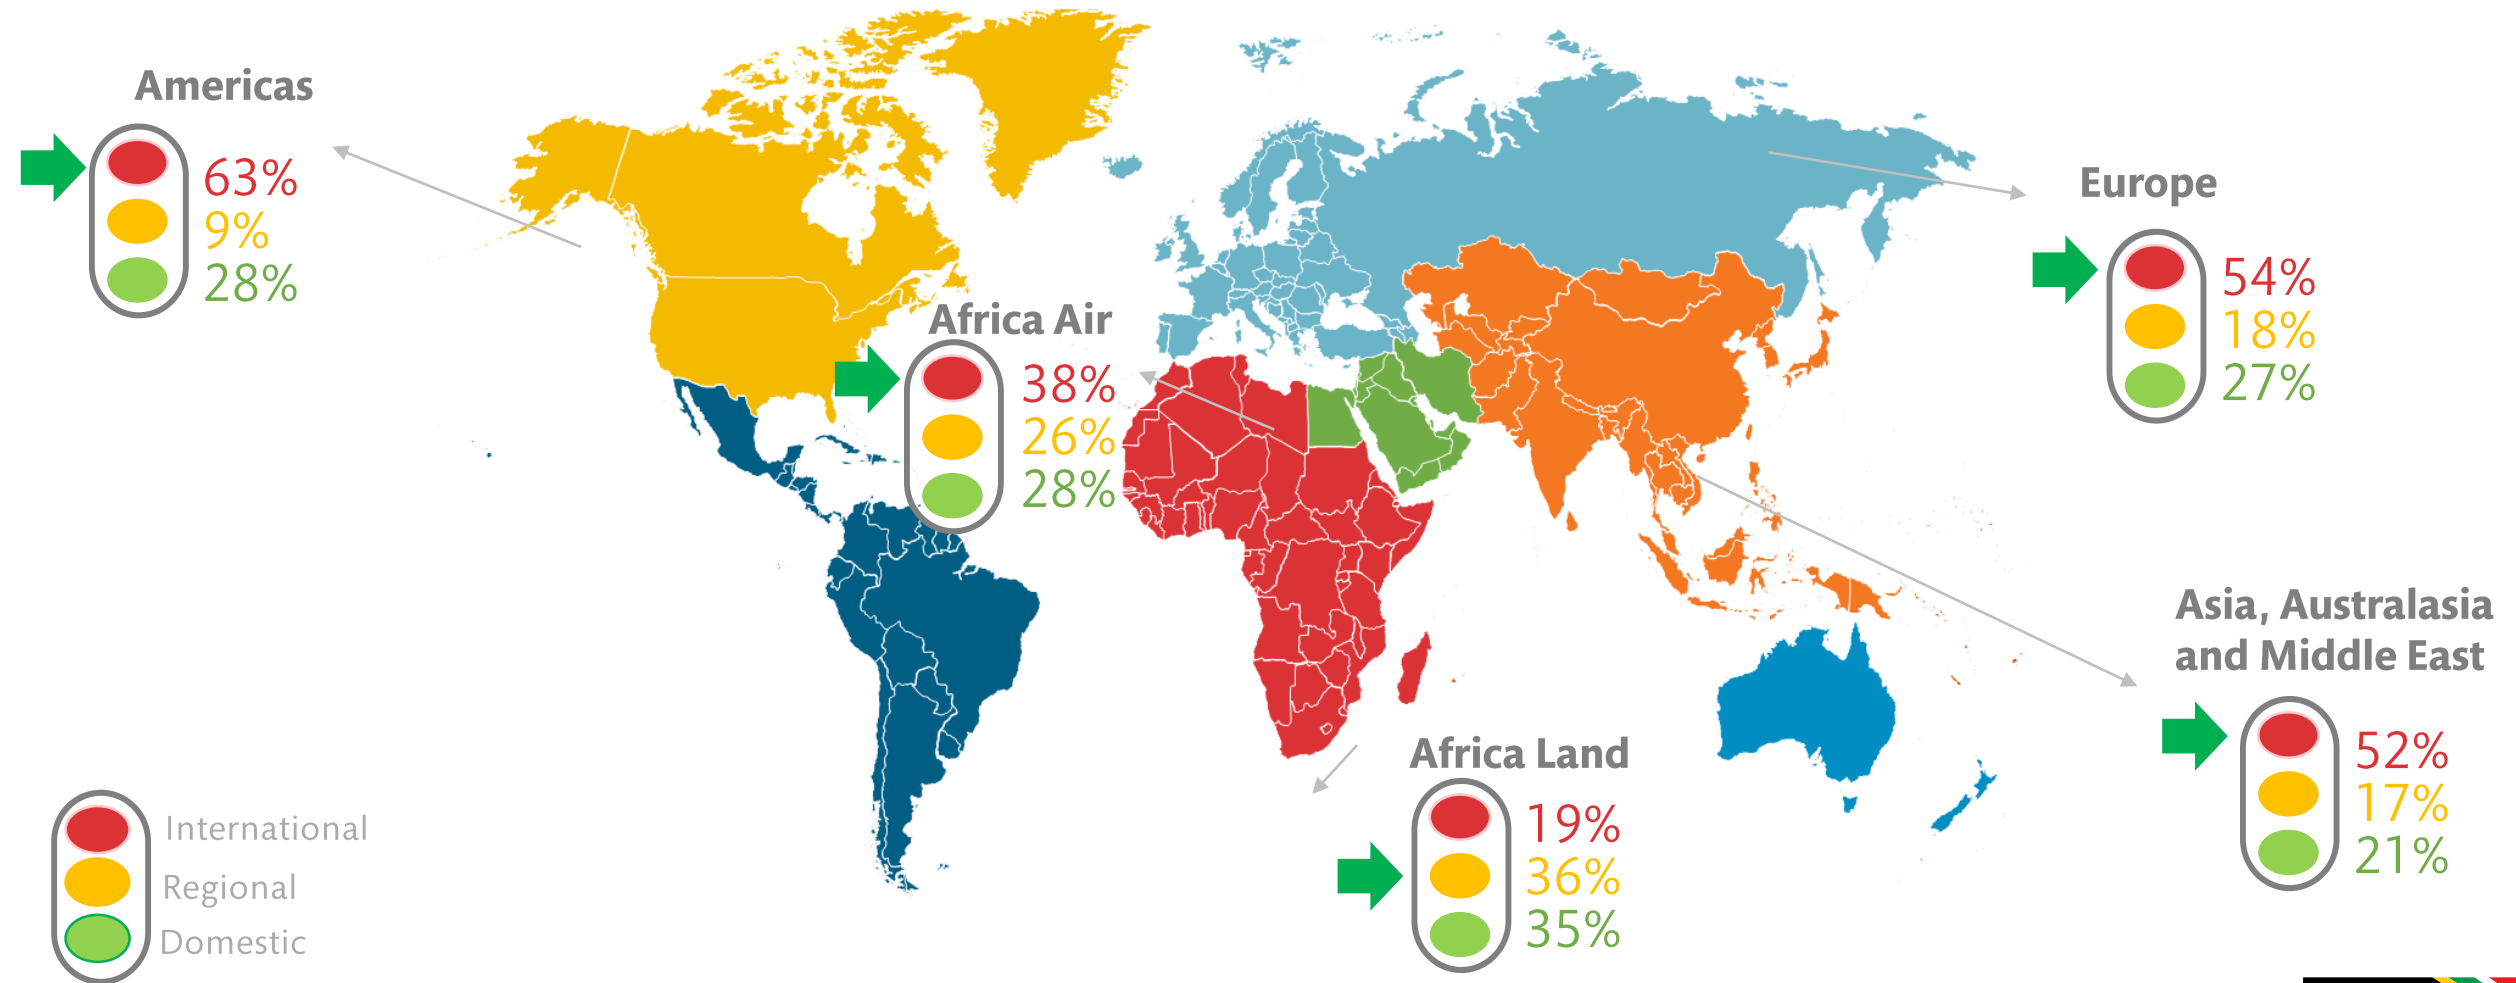 Americas
63%
9%
28%
Africa Air
38%
26%
28%
Europe
54%
18%
27%
Asia, Australasia
and Middle East
52%
17%
21%
Africa Land
19%
36%
35%
International
Regional
Domestic